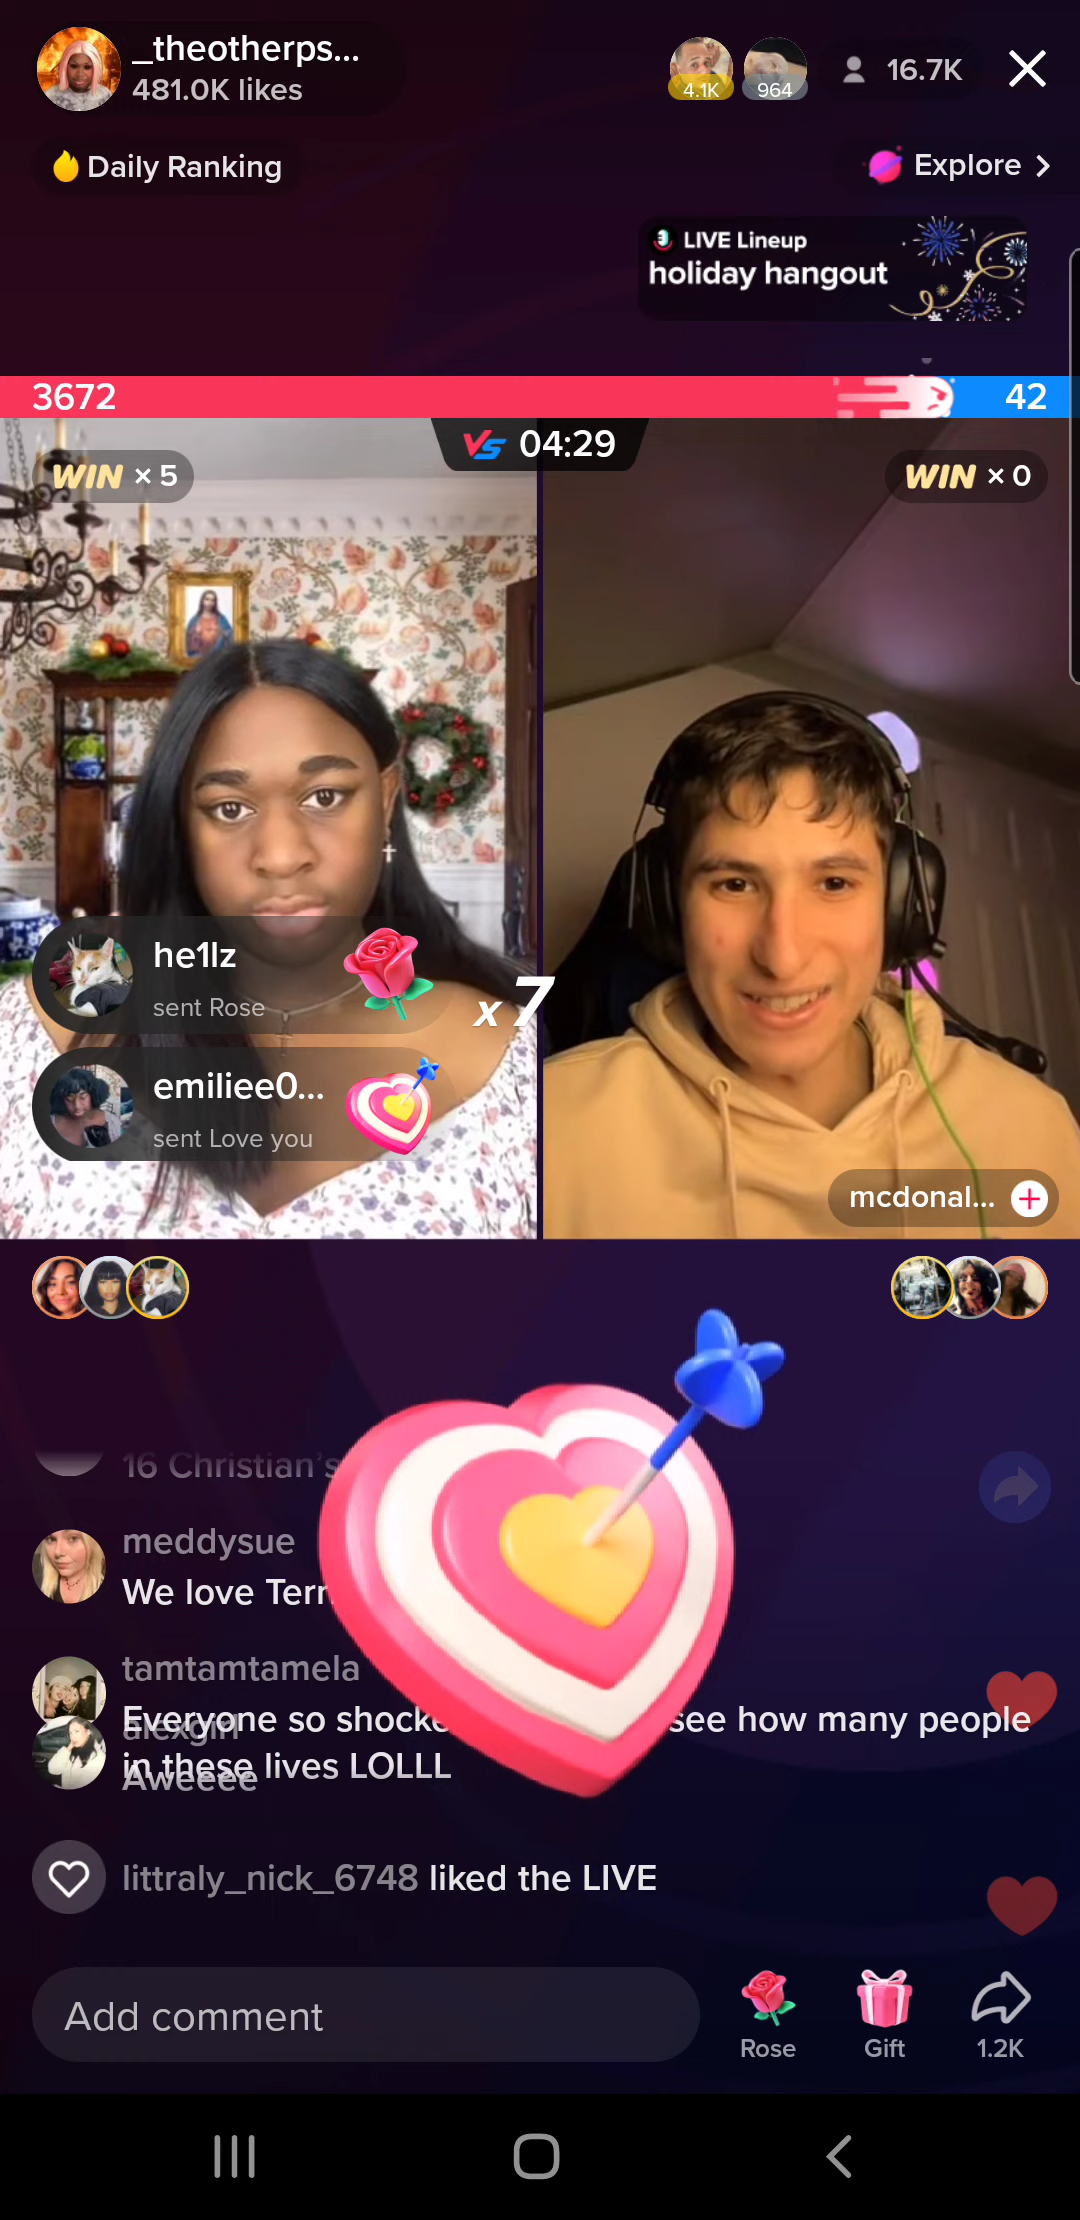 _theotherps...
481.0K likes
4.1K
964
16.7K
Daily Ranking
Explore
LIVE Lineup
holiday hangout
3672
42
VS 04:29
WIN × 5
WIN × 0
he1lz
sent Rose
x 7
emiliee0...
sent Love you
mcdonal...
16 Christian's
meddysue
We love
tamtamtamela
Everyone so see how many people
in these lives LOLLL
alexgirl
Aweeee
littraly_nick_6748 liked the LIVE
Add comment
Rose
Gift
1.2K